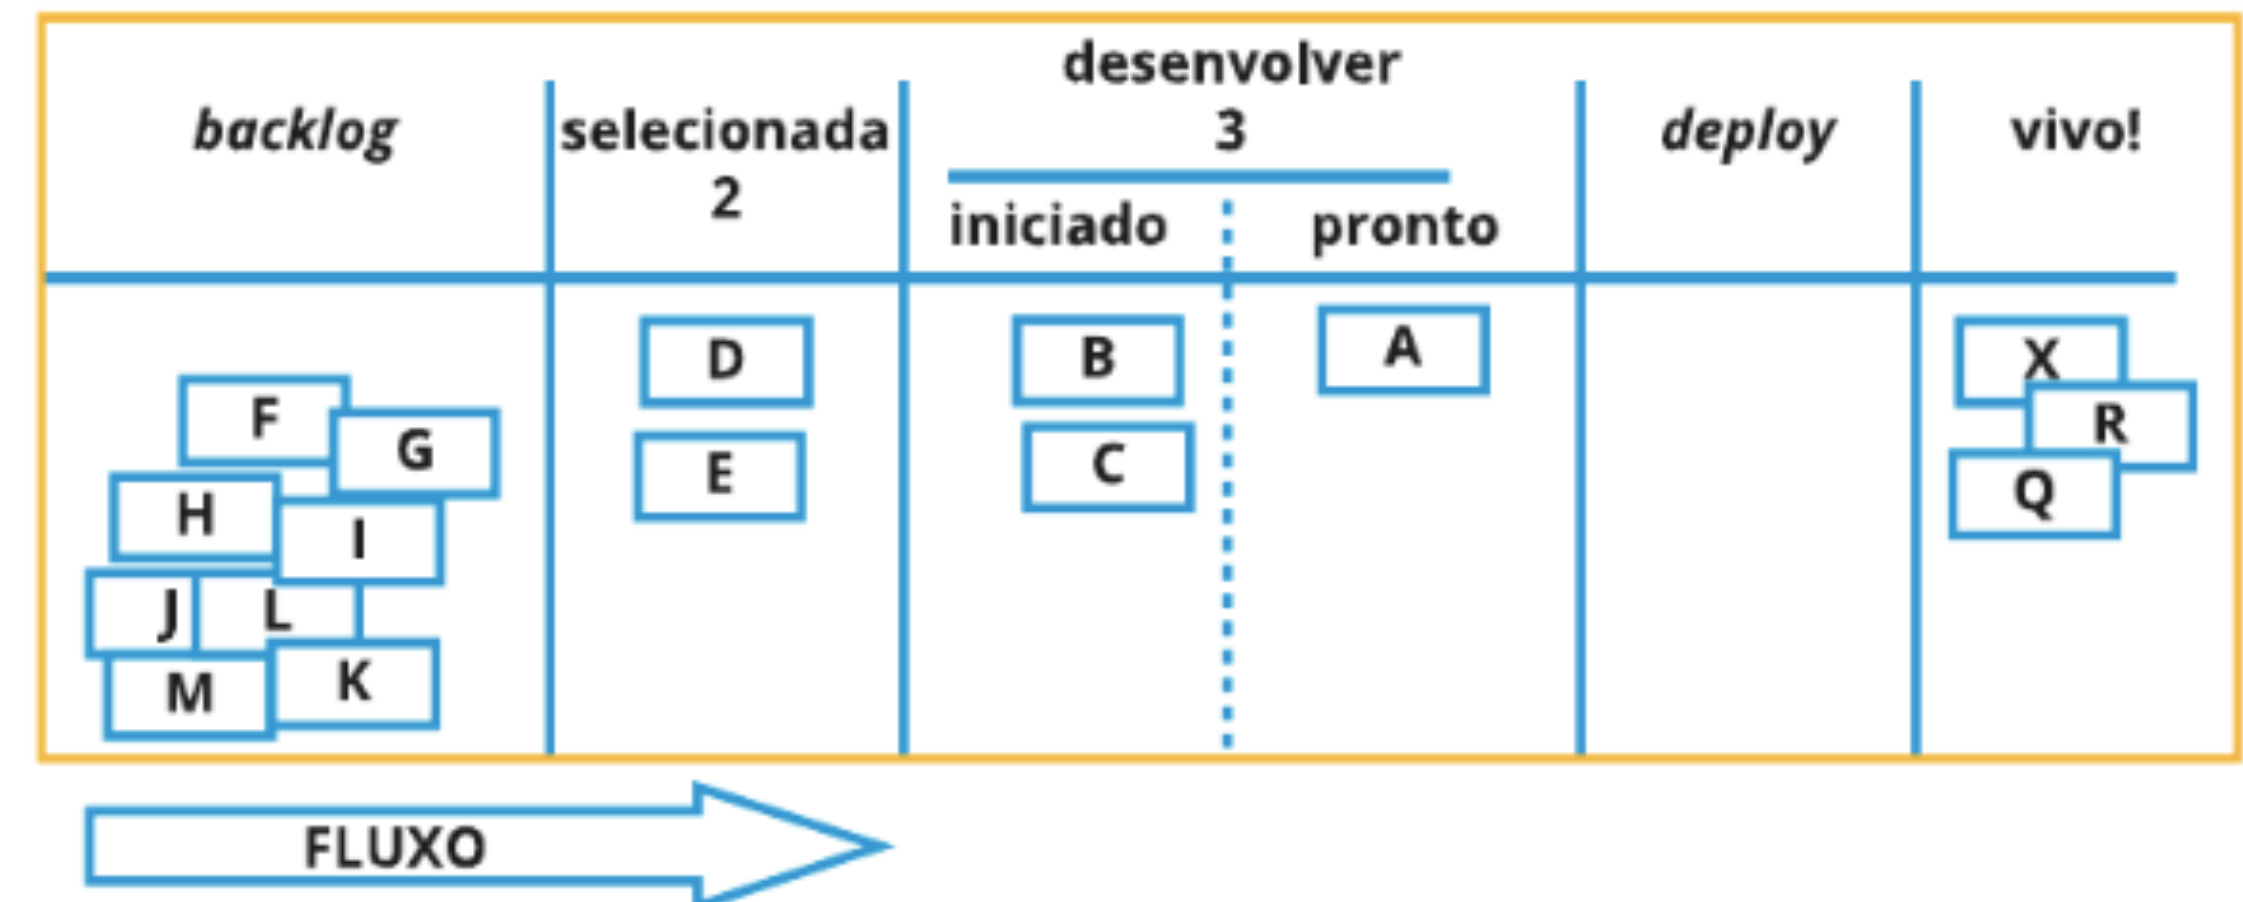 backlog
selecionada
2
desenvolver
3
iniciado
pronto
deploy
vivo!
F
G
H
I
J
L
M
K
D
E
B
C
A
X
R
Q
FLUXO